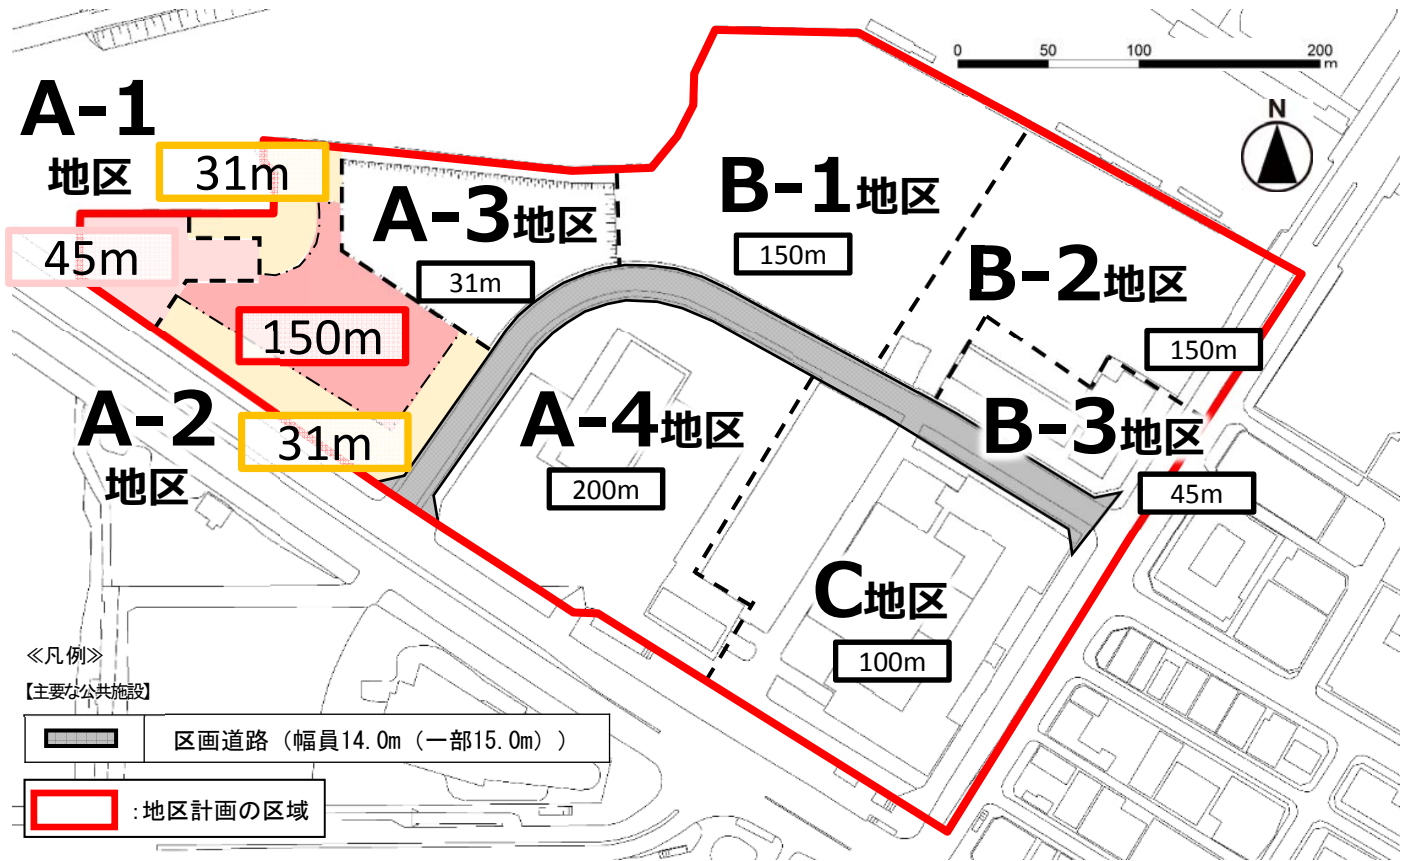 0 50 100 200
m
N
A-1
地区
31m
45m
A-3地区
31m
B-1地区
150m
B-2地区
150m
150m
A-2
地区
31m
A-4地区
200m
B-3地区
45m
C地区
100m
≪凡例≫
【主要な公共施設】
区画道路（幅員14.0m（一部15.0m））
:地区計画の区域